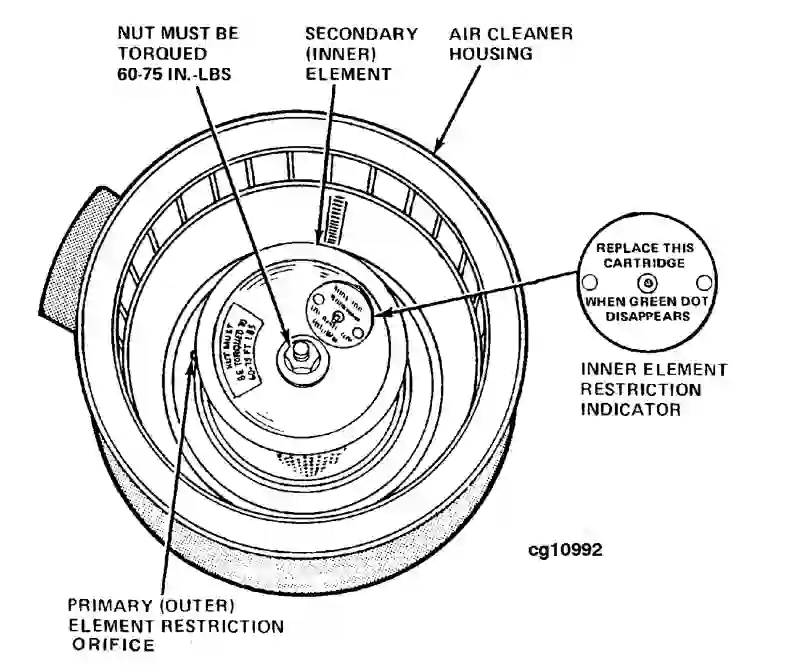 NUT MUST BE
TORQUED
60-75 IN.-LBS
SECONDARY
(INNER)
ELEMENT
AIR CLEANER
HOUSING
REPLACE THIS
CARTRIDGE
WHEN GREEN DOT
DISAPPEARS
NUT MUST
BE TORQUED TO
60-75 FT LBS
INNER ELEMENT
RESTRICTION
INDICATOR
cg10992
PRIMARY (OUTER)
ELEMENT RESTRICTION
ORIFICE